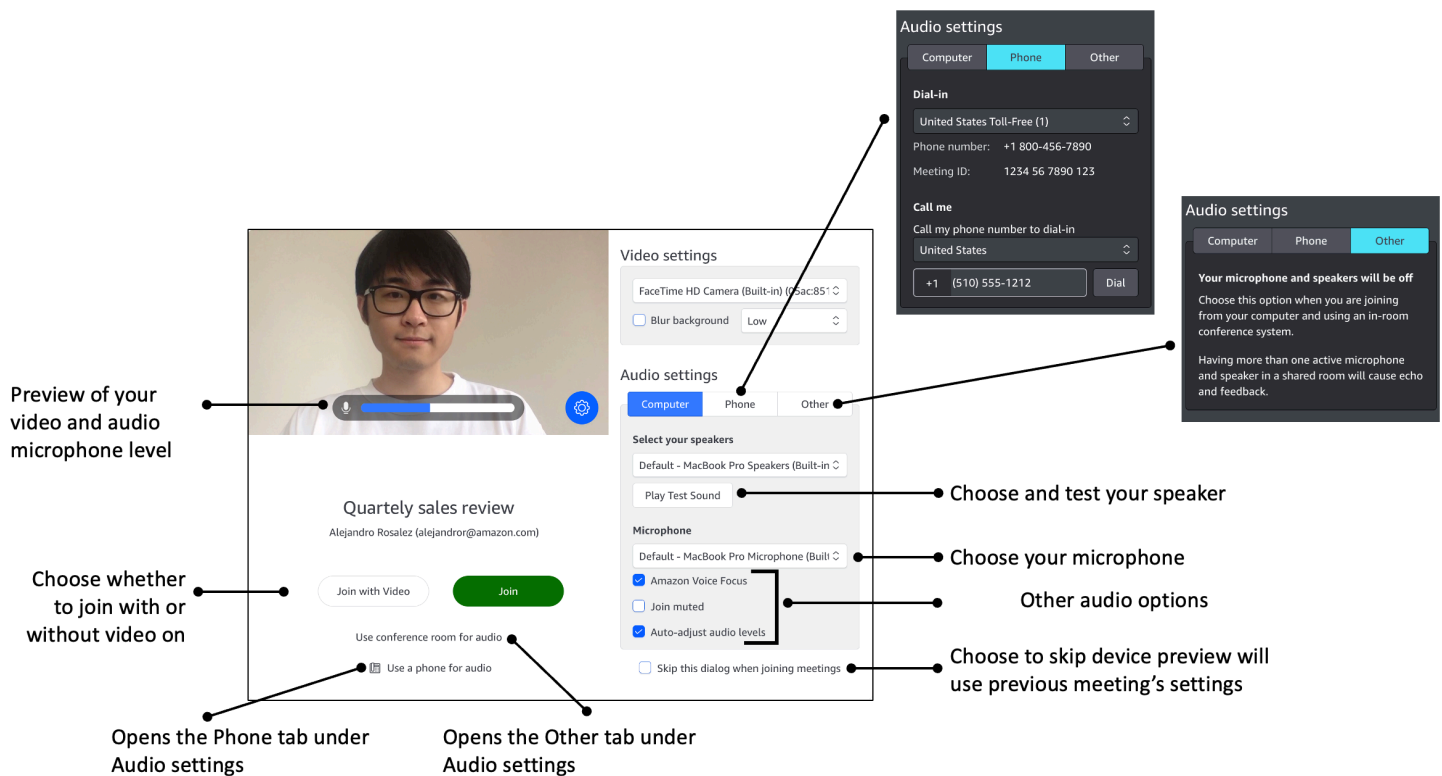 Audio settings
Computer
Phone
Other
Dial-in
United States Toll-Free (1)
Phone number: +1 800-456-7890
Meeting ID: 1234 56 7890 123
Call me
Call my phone number to dial-in
United States
+1 (510) 555-1212
Dial
Audio settings
Computer
Phone
Other
Your microphone and speakers will be off
Choose this option when you are joining
from your computer and using an in-room
conference system.
Having more than one active microphone
and speaker in a shared room will cause echo
and feedback.
Video settings
FaceTime HD Camera (Built-in) (05ac:851
Blur background
Low
Audio settings
Computer
Phone
Other
Select your speakers
Default - MacBook Pro Speakers (Built-in
Play Test Sound
Microphone
Default - MacBook Pro Microphone (Built
Amazon Voice Focus
Join muted
Auto-adjust audio levels
Skip this dialog when joining meetings
Quartely sales review
Alejandro Rosalez (alejandror@amazon.com)
Join with Video
Join
Use conference room for audio
Use a phone for audio
Preview of your
video and audio
microphone level
Choose whether
to join with or
without video on
Opens the Phone tab under
Audio settings
Opens the Other tab under
Audio settings
Choose and test your speaker
Choose your microphone
Other audio options
Choose to skip device preview will
use previous meeting's settings